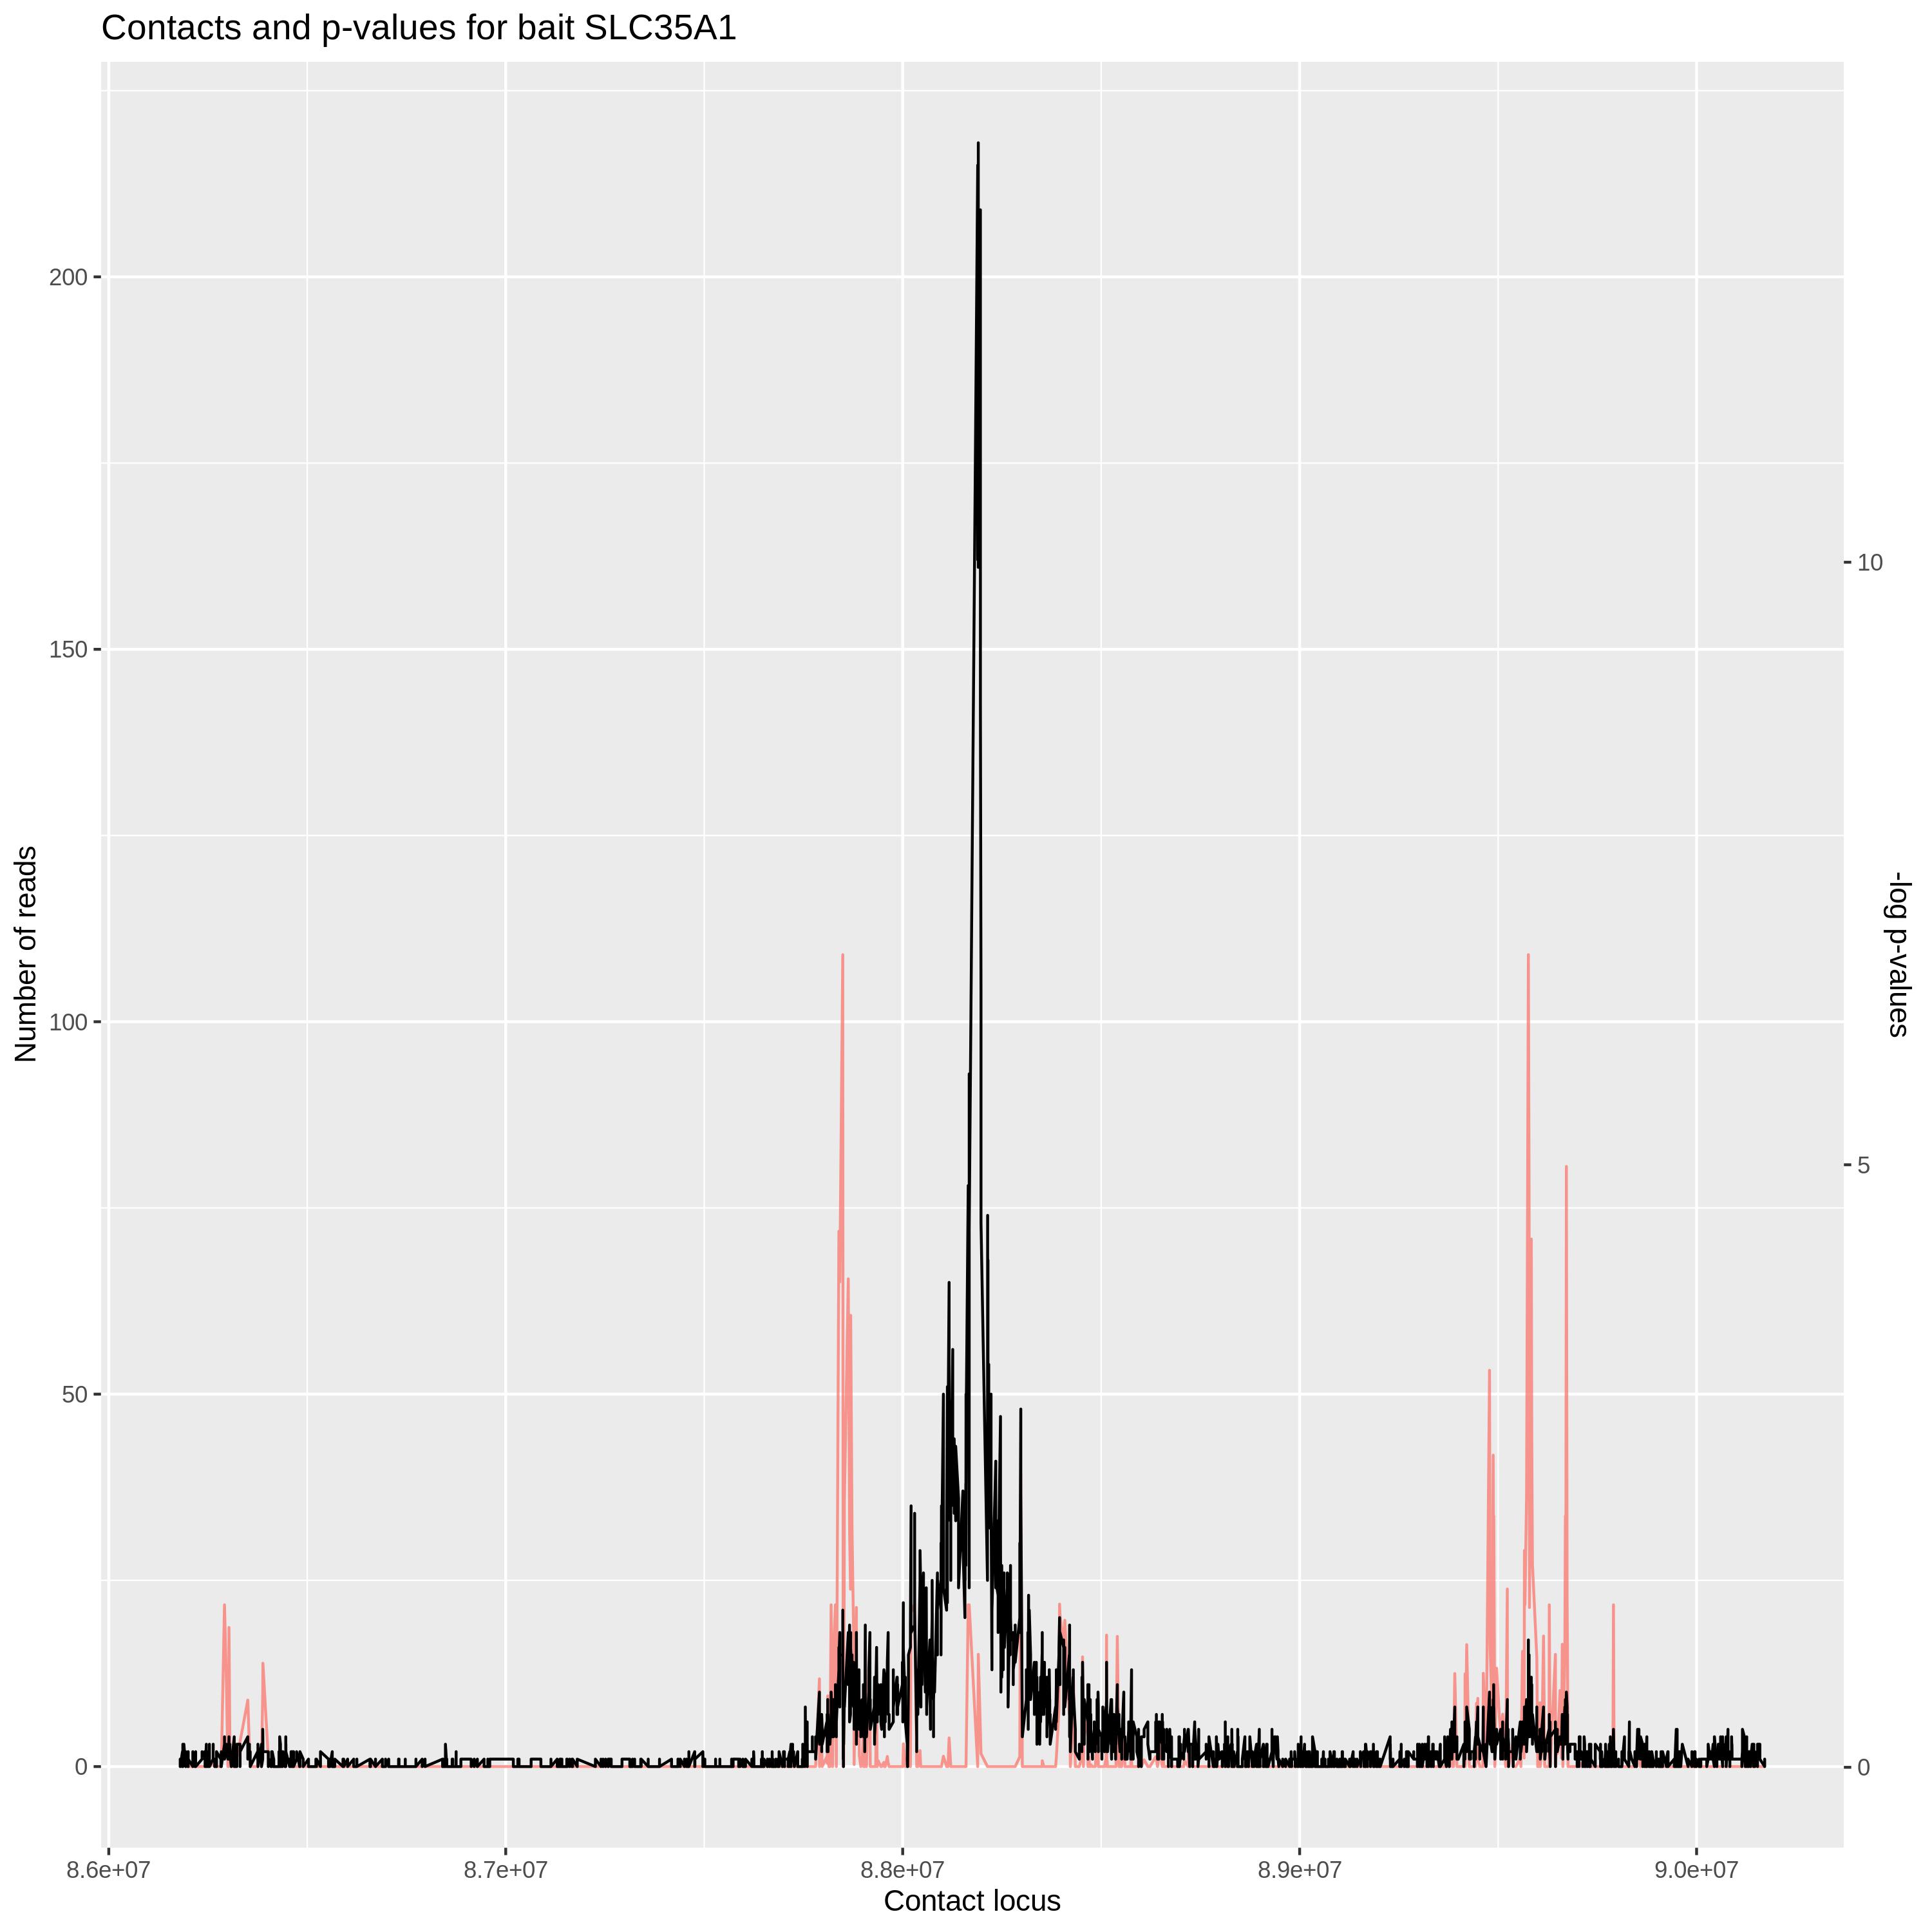 Contacts and p-values for bait SLC35A1
200
150
100
50
0
Number of reads
10
5
0
-log p-values
8.6e+07
8.7e+07
8.8e+07
8.9e+07
9.0e+07
Contact locus